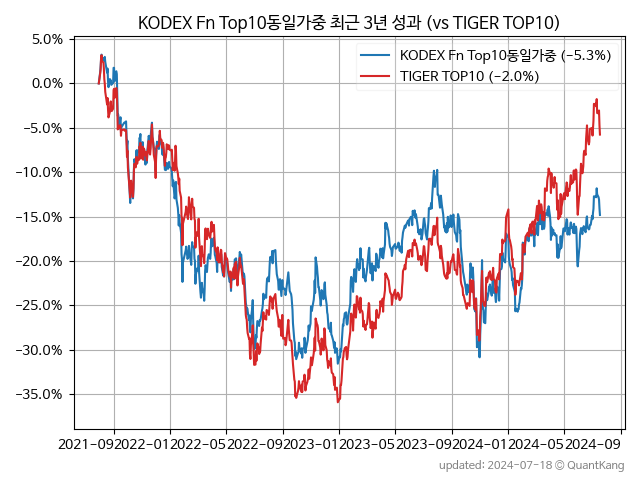 KODEX Fn Top10동일가중 최근 3년 성과 (vs TIGER TOP10)
5.0%
0.0%
−5.0%
−10.0%
−15.0%
−20.0%
−25.0%
−30.0%
−35.0%
KODEX Fn Top10동일가중 (−5.3%)
TIGER TOP10 (−2.0%)
2021-09 2022-01 2022-05 2022-09 2023-01 2023-05 2023-09 2024-01 2024-05 2024-09
updated: 2024-07-18 © QuantKang